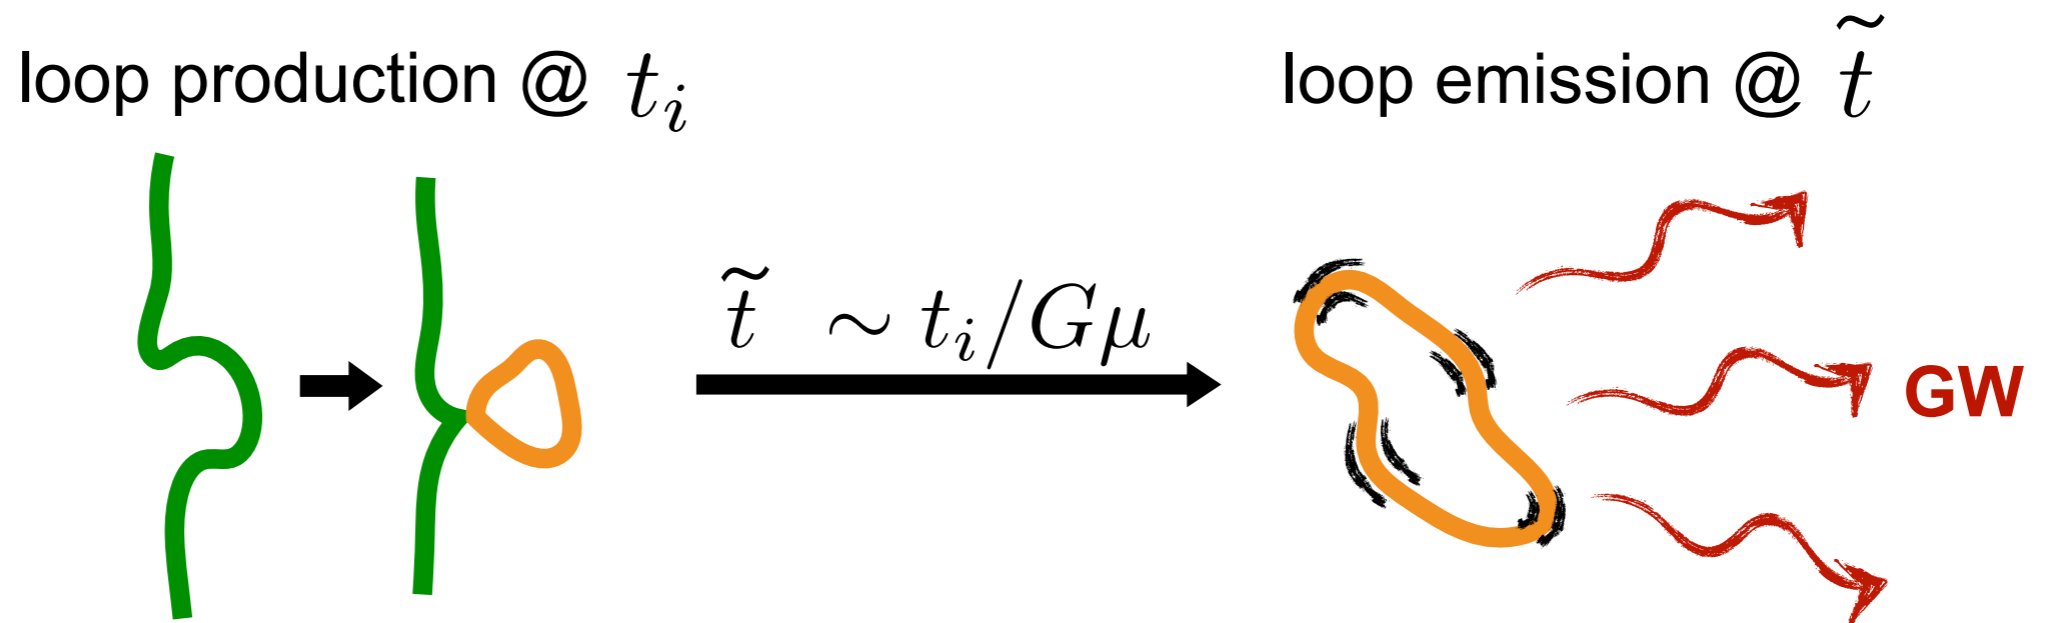 loop production @ t_i
loop emission @ t̃
t̃ ∼ t_i/Gμ
GW